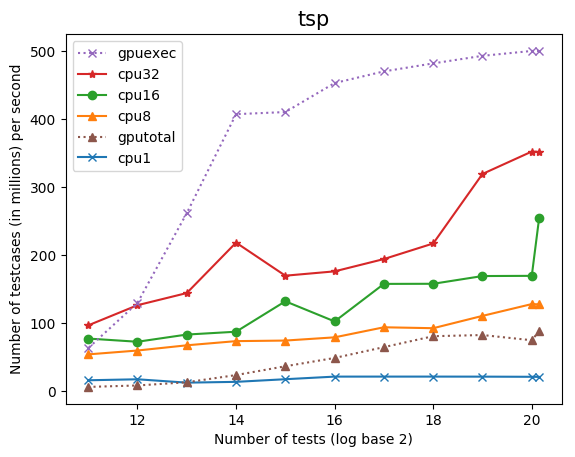 tsp
gpuexec
cpu32
cpu16
cpu8
gputotal
cpu1
Number of testcases (in millions) per second
500
400
300
200
100
0
12
14
16
18
20
Number of tests (log base 2)